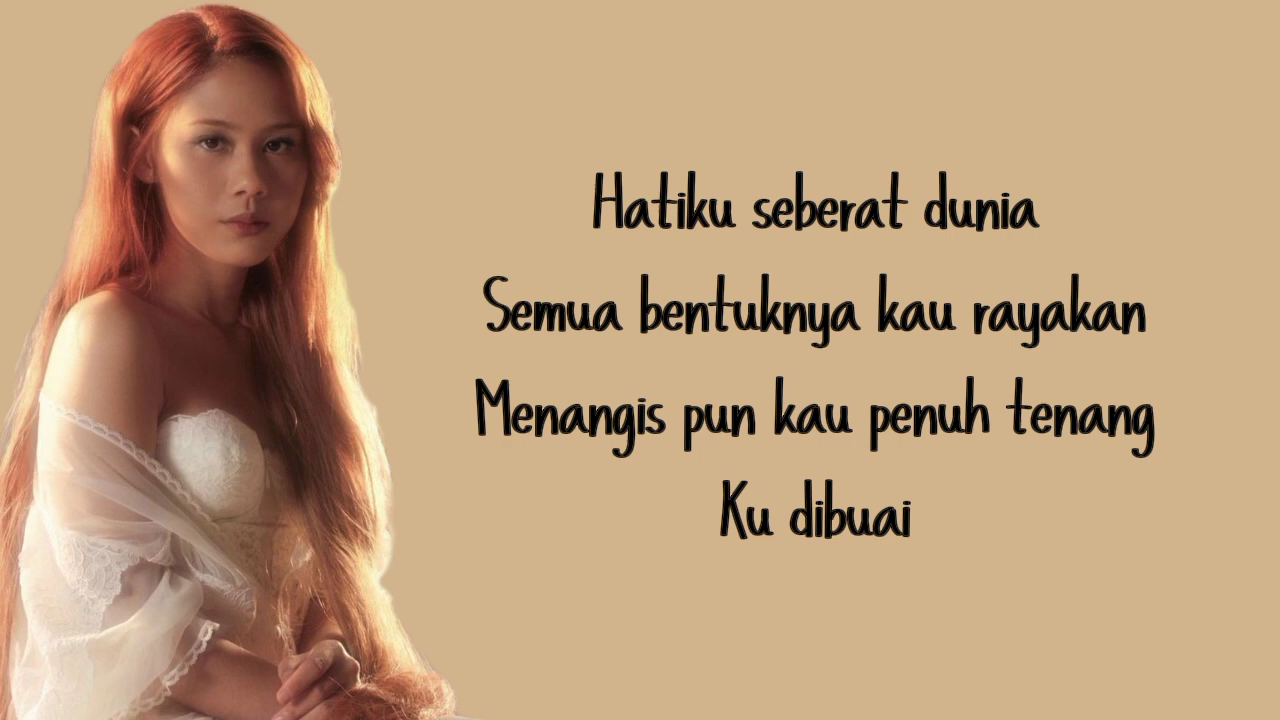 Hatiku seberat dunia
Semua bentuknya kau rayakan
Menangis pun kau penuh tenang
Ku dibuai